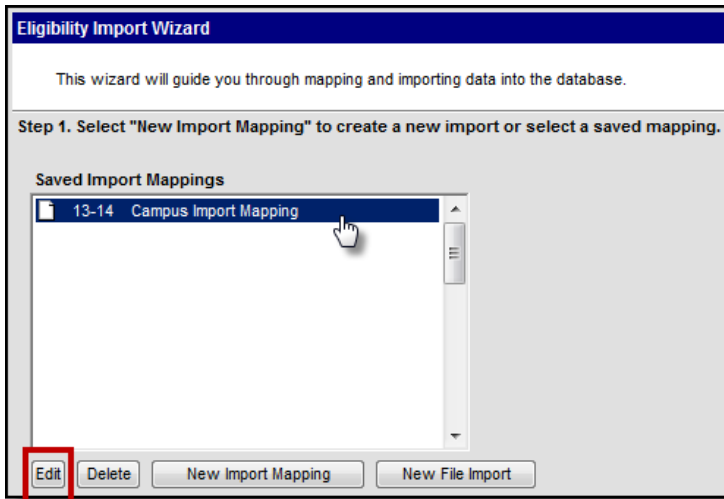 Eligibility Import Wizard
This wizard will guide you through mapping and importing data into the database.
Step 1. Select "New Import Mapping" to create a new import or select a saved mapping.
Saved Import Mappings
13-14 Campus Import Mapping
Edit Delete New Import Mapping New File Import